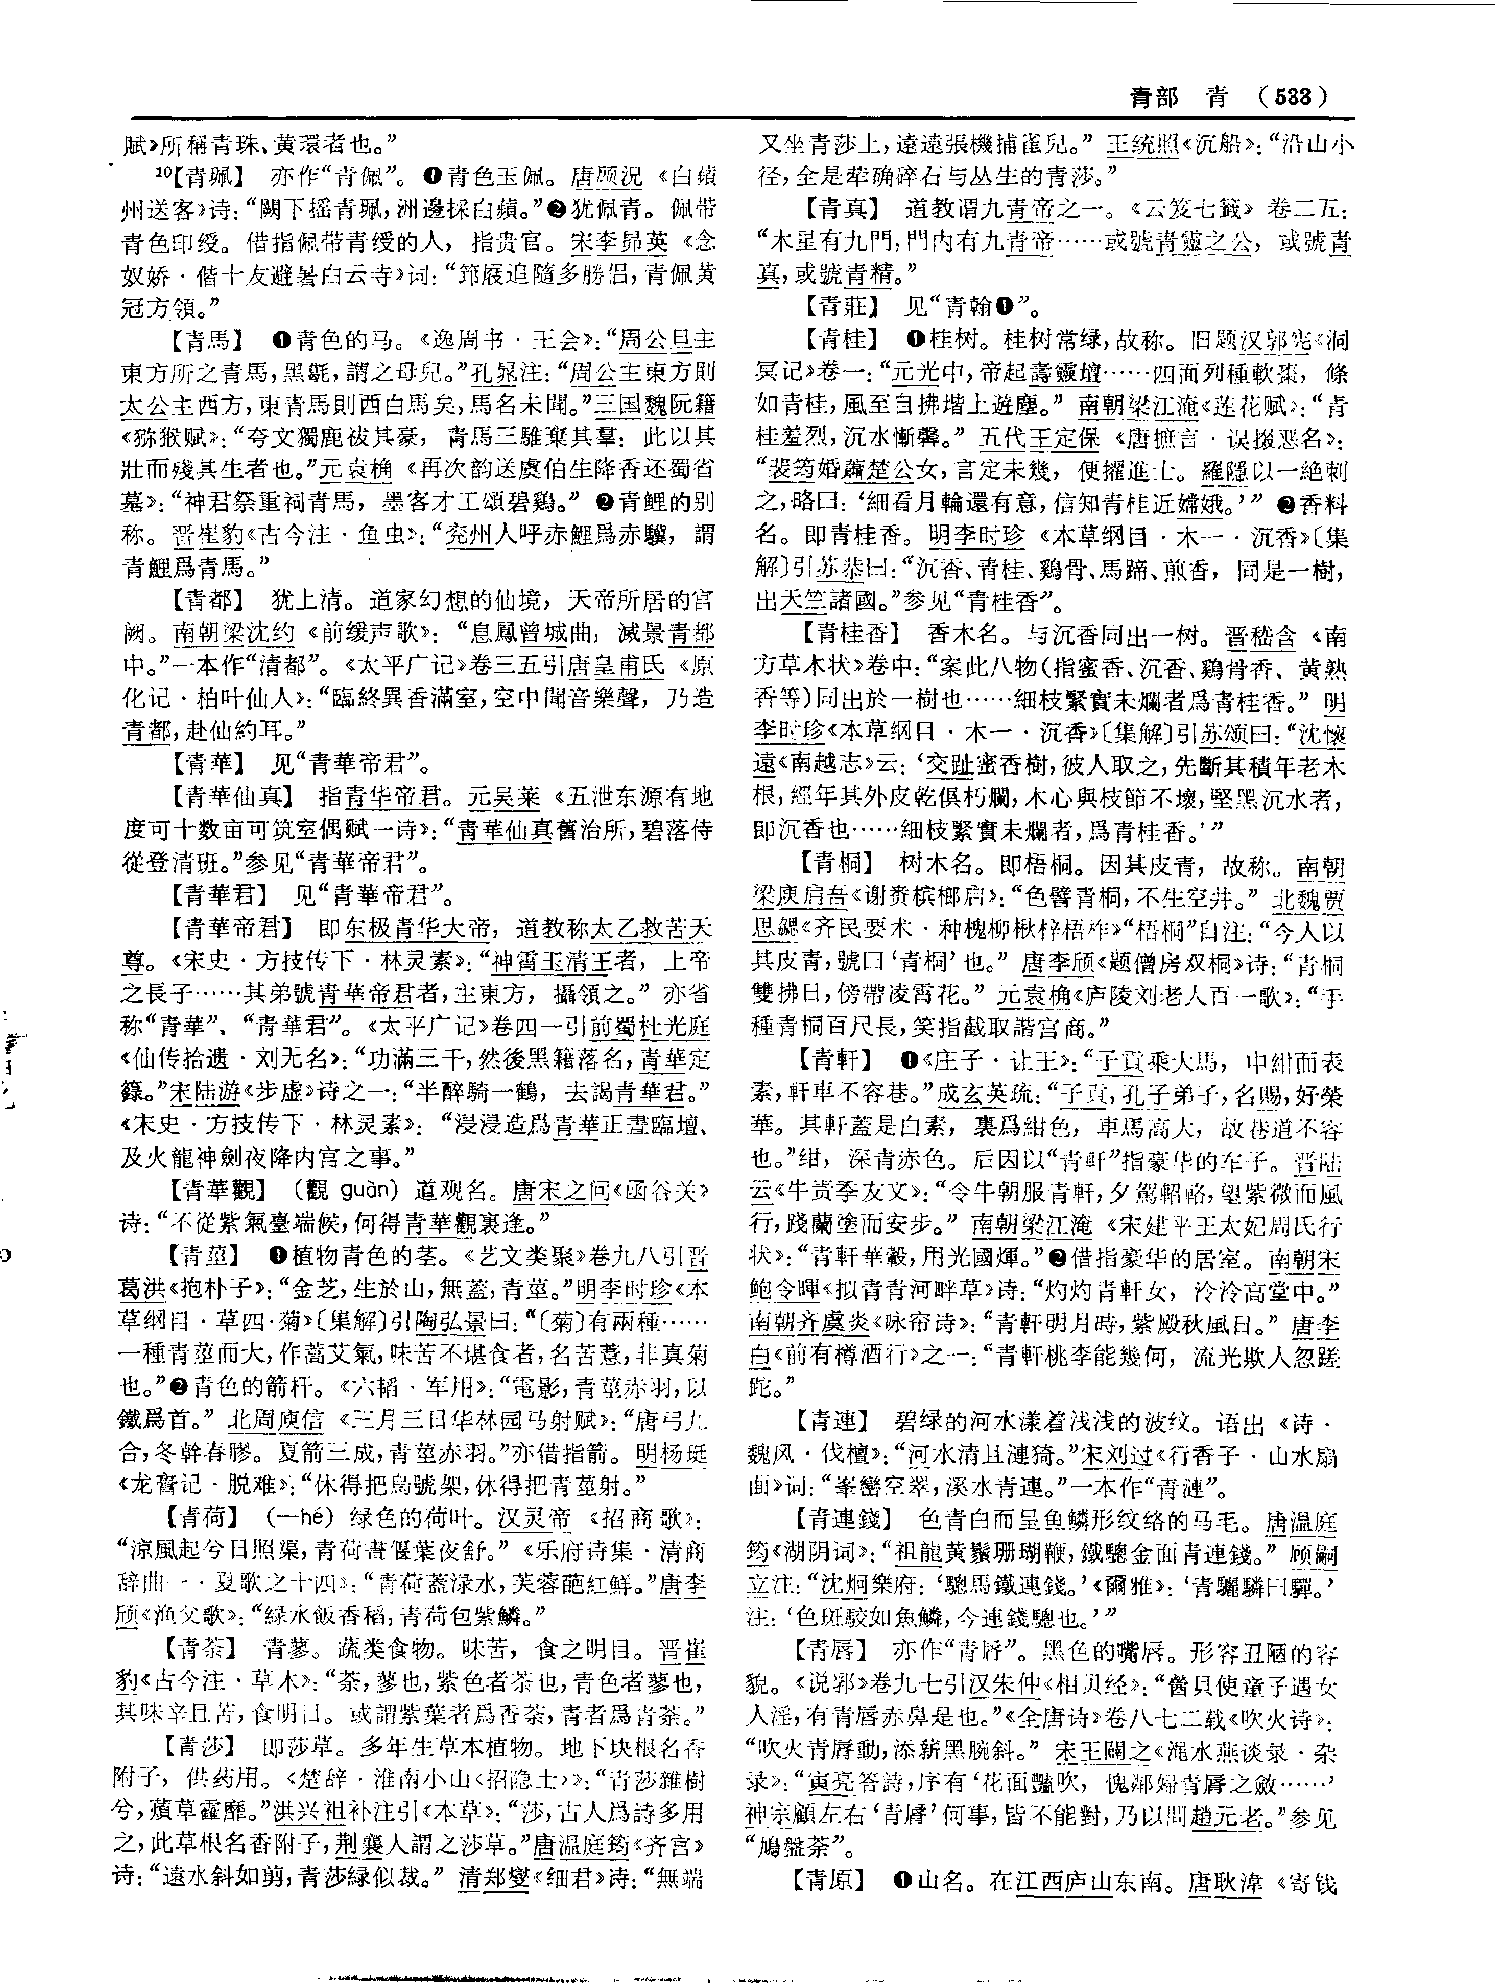 青部　青　（533）
赋》所稱青珠、黄環者也。”
10【青珮】　亦作“青佩”。❶青色玉佩。唐顾况《白蘋
州送客》诗：“闕下摇青珮，洲邊採白蘋。”❷犹佩青。佩带
青色印绶。借指佩带青绶的人，指贵官。宋李昴英《念
奴娇·偕十友避暑白云寺》词：“筇屐追隨多勝侣，青佩黄
冠方領。”
【青馬】　❶青色的马。《逸周书·王会》：“周公旦主
東方所之青馬，黑𩣡，謂之母兒。”孔晁注：“周公主東方則
太公主西方，東青馬則西白馬矣，馬名未聞。”三国魏阮籍
《猕猴赋》：“夸文獨鹿祓其豪，青馬三騅棄其羣；此以其
壯而殘其生者也。”元袁桷《再次韵送虞伯生降香还蜀省
墓》：“神君祭重祠青馬，墨客才工頌碧鷄。”❷青鲤的别
称。晋崔豹《古今注·鱼虫》：“兖州人呼赤鯉爲赤驥，謂
青鯉爲青馬。”
【青都】　犹上清。道家幻想的仙境，天帝所居的宫
阙。南朝梁沈约《前缓声歌》：“息鳳曾城曲，滅景青都
中。”一本作“清都”。《太平广记》卷三五引唐皇甫氏《原
化记·柏叶仙人》：“臨終異香滿室，空中聞音樂聲，乃造
青都，赴仙約耳。”
【青華】　见“青華帝君”。
【青華仙真】　指青华帝君。元吴莱《五泄东源有地
度可十数亩可筑室偶赋一诗》：“青華仙真舊治所，碧落侍
從登清班。”参见“青華帝君”。
【青華君】　见“青華帝君”。
【青華帝君】　即东极青华大帝，道教称太乙救苦天
尊。《宋史·方技传下·林灵素》：“神霄玉清王者，上帝
之長子……其弟號青華帝君者，主東方，攝領之。”亦省
称“青華”、“青華君”。《太平广记》卷四一引前蜀杜光庭
《仙传拾遗·刘无名》：“功滿三千，然後黑籍落名，青華定
籙。”宋陆游《步虚》诗之一：“半醉騎一鶴，去謁青華君。”
《宋史·方技传下·林灵素》：“浸浸造爲青華正晝臨壇、
及火龍神劍夜降内宫之事。”
【青華觀】　（觀 guàn）道观名。唐宋之问《函谷关》
诗：“不從紫氣臺端候，何得青華觀裏逢。”
【青莖】　❶植物青色的茎。《艺文类聚》卷九八引晋
葛洪《抱朴子》：“金芝，生於山，無蓋，青莖。”明李时珍《本
草纲目·草四·菊》〔集解〕引陶弘景曰：“〔菊〕有兩種……
一種青莖而大，作蒿艾氣，味苦不堪食者，名苦薏，非真菊
也。”❷青色的箭杆。《六韬·军用》：“電影，青莖赤羽，以
鐵爲首。”北周庾信《三月三日华林园马射赋》：“唐弓九
合，冬幹春膠。夏箭三成，青莖赤羽。”亦借指箭。明杨珽
《龙膏记·脱难》：“休得把烏號架，休得把青莖射。”
【青荷】　（一hé）绿色的荷叶。汉灵帝《招商歌》：
“凉風起兮日照渠，青荷晝偃葉夜舒。”《乐府诗集·清商
辞曲一·夏歌之十四》：“青荷蓋渌水，芙蓉葩紅鮮。”唐李
颀《渔父歌》：“緑水飯香稻，青荷包紫鱗。”
【青荼】　青蓼。蔬类食物。味苦，食之明目。晋崔
豹《古今注·草木》：“荼，蓼也，紫色者荼也，青色者蓼也，
其味辛且苦，食明目。或謂紫葉者爲香荼，青者爲青荼。”
【青莎】　即莎草。多年生草本植物。地下块根名香
附子，供药用。《楚辞·淮南小山〈招隐士〉》：“青莎雜樹
兮，薠草靃靡。”洪兴祖补注引《本草》：“莎，古人爲詩多用
之，此草根名香附子，荆襄人謂之莎草。”唐温庭筠《齐宫》
诗：“遠水斜如剪，青莎緑似裁。”清郑燮《细君》诗：“無端
又坐青莎上，遠遠張機捕雀兒。”王统照《沉船》：“沿山小
径，全是荦确碎石与丛生的青莎。”
【青真】　道教谓九青帝之一。《云笈七籤》卷二五：
“木星有九門，門内有九青帝……或號青靈之公，或號青
真，或號青精。”
【青莊】　见“青翰❶”。
【青桂】　❶桂树。桂树常绿，故称。旧题汉郭宪《洞
冥记》卷一：“元光中，帝起壽靈壇……四面列種軟棗，條
如青桂，風至自拂堦上遊塵。”南朝梁江淹《莲花赋》：“青
桂羞烈，沉水慚馨。”五代王定保《唐摭言·误掇恶名》：
“裴筠婚蕭楚公女，言定未幾，便擢進士。羅隱以一絶刺
之，略曰：‘細看月輪還有意，信知青桂近嫦娥。’”❷香料
名。即青桂香。明李时珍《本草纲目·木一·沉香》〔集
解〕引苏恭曰：“沉香、青桂、鷄骨、馬蹄、煎香，同是一樹，
出天竺諸國。”参见“青桂香”。
【青桂香】　香木名。与沉香同出一树。晋嵇含《南
方草木状》卷中：“案此八物（指蜜香、沉香、鷄骨香、黄熟
香等）同出於一樹也……細枝緊實未爛者爲青桂香。”明
李时珍《本草纲目·木一·沉香》〔集解〕引苏颂曰：“沈懷
遠《南越志》云：‘交趾蜜香樹，彼人取之，先斷其積年老木
根，經年其外皮乾俱朽爛，木心與枝節不壞，堅黑沉水者，
即沉香也……細枝緊實未爛者，爲青桂香。’”
【青桐】　树木名。即梧桐。因其皮青，故称。南朝
梁庾肩吾《谢赉槟榔启》：“色譬青桐，不生空井。”北魏贾
思勰《齐民要术·种槐柳楸梓梧柞》“梧桐”自注：“今人以
其皮青，號曰‘青桐’也。”唐李颀《题僧房双桐》诗：“青桐
雙拂日，傍帶凌霄花。”元袁桷《庐陵刘老人百一歌》：“手
種青桐百尺長，笑指截取諧宫商。”
【青軒】　❶《庄子·让王》：“子貢乘大馬，中紺而表
素，軒車不容巷。”成玄英疏：“子貢，孔子弟子，名賜，好榮
華。其軒蓋是白素，裏爲紺色，車馬高大，故巷道不容
也。”绀，深青赤色。后因以“青軒”指豪华的车子。晋陆
云《牛责季友文》：“令牛朝服青軒，夕駕軺輅，望紫微而風
行，踐蘭塗而安步。”南朝梁江淹《宋建平王太妃周氏行
状》：“青軒華轂，用光國煇。”❷借指豪华的居室。南朝宋
鲍令暉《拟青青河畔草》诗：“灼灼青軒女，泠泠高堂中。”
南朝齐虞炎《咏帘诗》：“青軒明月時，紫殿秋風日。”唐李
白《前有樽酒行》之一：“青軒桃李能幾何，流光欺人忽蹉
跎。”
【青連】　碧绿的河水漾着浅浅的波纹。语出《诗·
魏风·伐檀》：“河水清且漣猗。”宋刘过《行香子·山水扇
面》词：“峯巒空翠，溪水青連。”一本作“青漣”。
【青連錢】　色青白而呈鱼鳞形纹络的马毛。唐温庭
筠《湖阴词》：“祖龍黄鬚珊瑚鞭，鐵驄金面青連錢。”顾嗣
立注：“沈炯樂府：‘驄馬鐵連錢。’《爾雅》：‘青驪驎曰驒。’
注：‘色斑駮如魚鱗，今連錢驄也。’”
【青唇】　亦作“青脣”。黑色的嘴唇。形容丑陋的容
貌。《说郛》卷九七引汉朱仲《相贝经》：“䘆貝使童子遇女
人淫，有青唇赤鼻是也。”《全唐诗》卷八七二载《吹火诗》：
“吹火青脣動，添薪黑腕斜。”宋王闢之《渑水燕谈录·杂
录》：“寅亮答詩，序有‘花面豔吹，愧鄰婦青脣之斂……’
神宗顧左右‘青脣’何事，皆不能對，乃以問趙元老。”参见
“鳩盤荼”。
【青原】　❶山名。在江西庐山东南。唐耿湋《寄钱